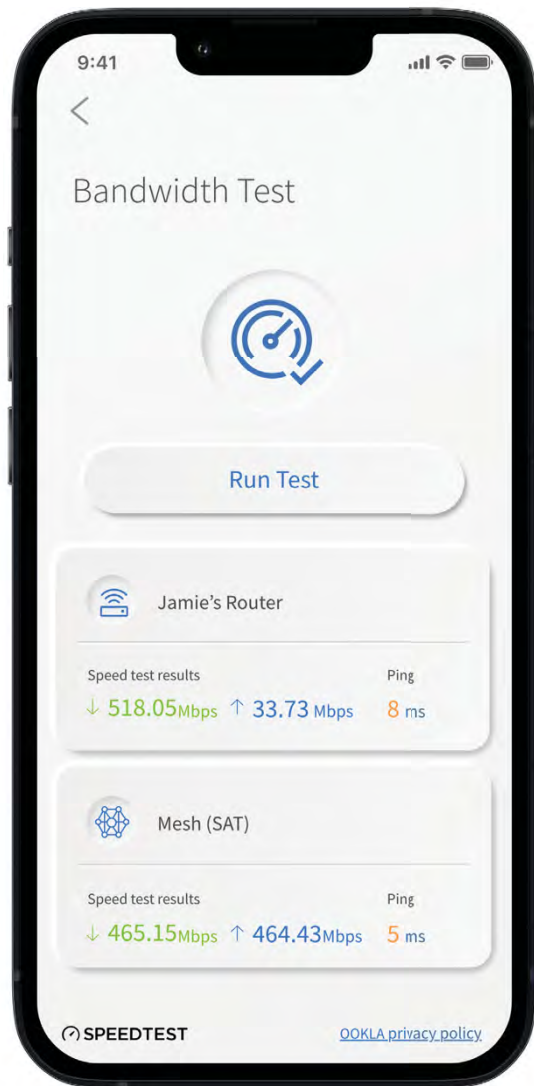 9:41
Bandwidth Test
Run Test
Jamie's Router
Speed test results Ping
↓ 518.05Mbps ↑ 33.73 Mbps 8 ms
Mesh (SAT)
Speed test results Ping
↓ 465.15Mbps ↑ 464.43Mbps 5 ms
SPEEDTEST OOKLA privacy policy